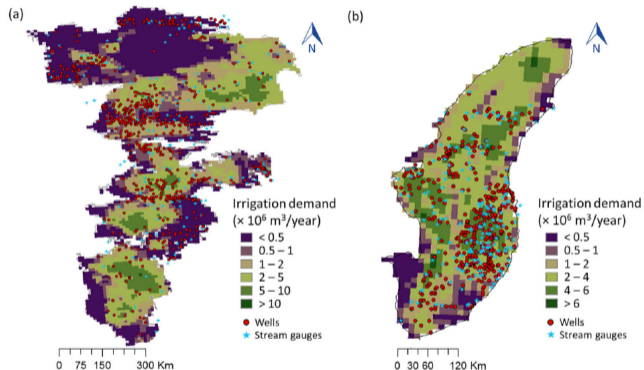 (a)
N
Irrigation demand
(× 10⁶ m³/year)
< 0.5
0.5 – 1
1 – 2
2 – 5
5 – 10
> 10
Wells
Stream gauges
0 75 150 300 Km
(b)
N
Irrigation demand
(× 10⁶ m³/year)
< 0.5
0.5 – 1
1 – 2
2 – 4
4 – 6
> 6
Wells
Stream gauges
0 30 60 120 Km